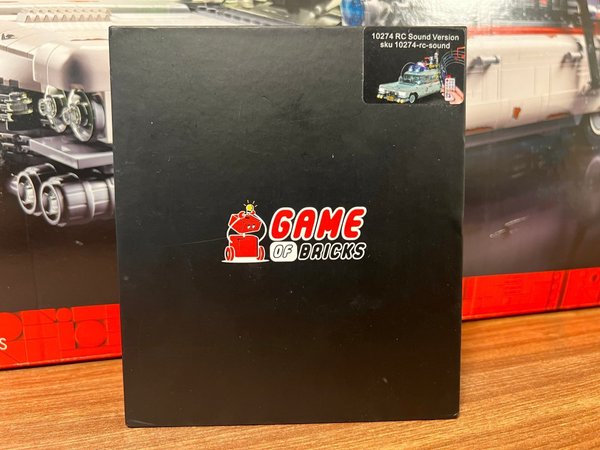 10274 RC Sound Version
sku 10274-rc-sound
GAME
OF BRICKS
S